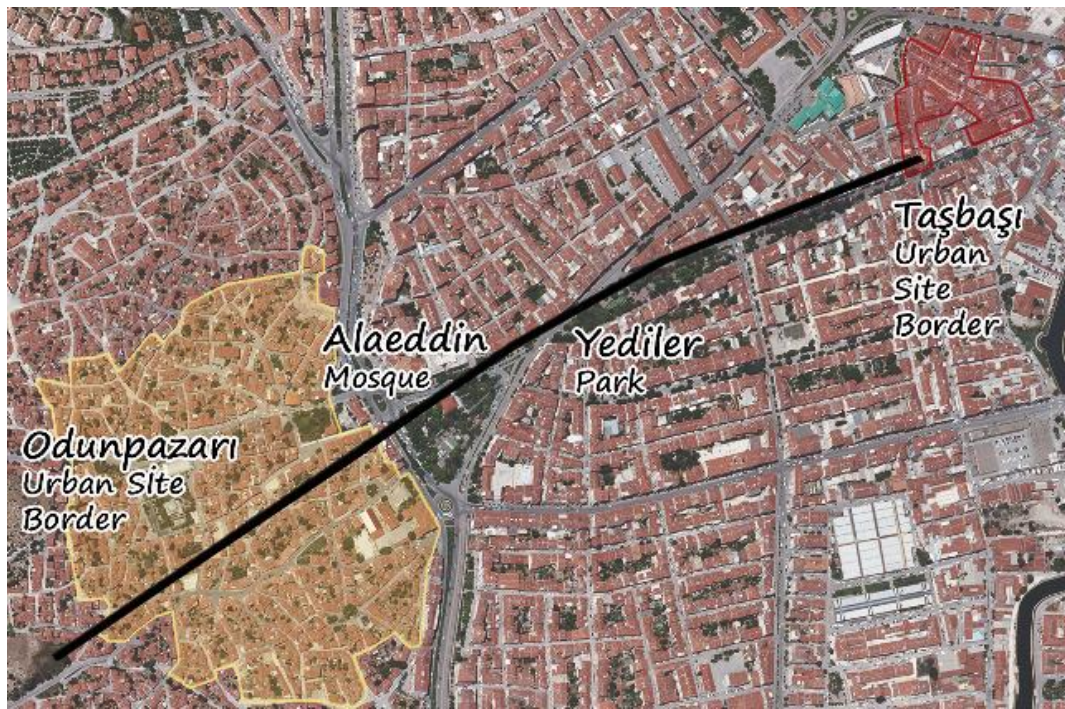 Taşbaşı
Urban
Site
Border
Alaeddin
Mosque
Yediler
Park
Odunpazarı
Urban Site
Border